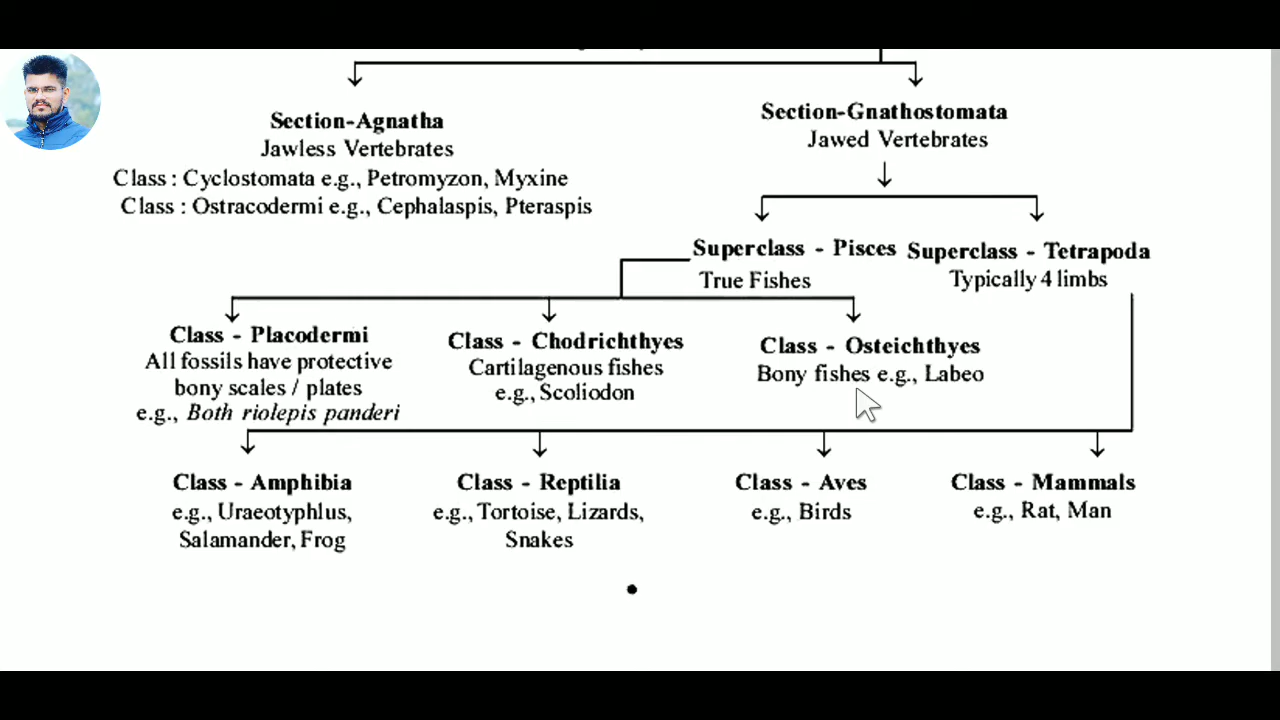 Section-Agnatha
Jawless Vertebrates
Class : Cyclostomata e.g., Petromyzon, Myxine
Class : Ostracodermi e.g., Cephalaspis, Pteraspis
Section-Gnathostomata
Jawed Vertebrates
Superclass - Pisces
True Fishes
Superclass - Tetrapoda
Typically 4 limbs
Class - Placodermi
All fossils have protective
bony scales / plates
e.g., Both riolepis panderi
Class - Chodrichthyes
Cartilagenous fishes
e.g., Scoliodon
Class - Osteichthyes
Bony fishes e.g., Labeo
Class - Amphibia
e.g., Uraeotyphlus,
Salamander, Frog
Class - Reptilia
e.g., Tortoise, Lizards,
Snakes
Class - Aves
e.g., Birds
Class - Mammals
e.g., Rat, Man